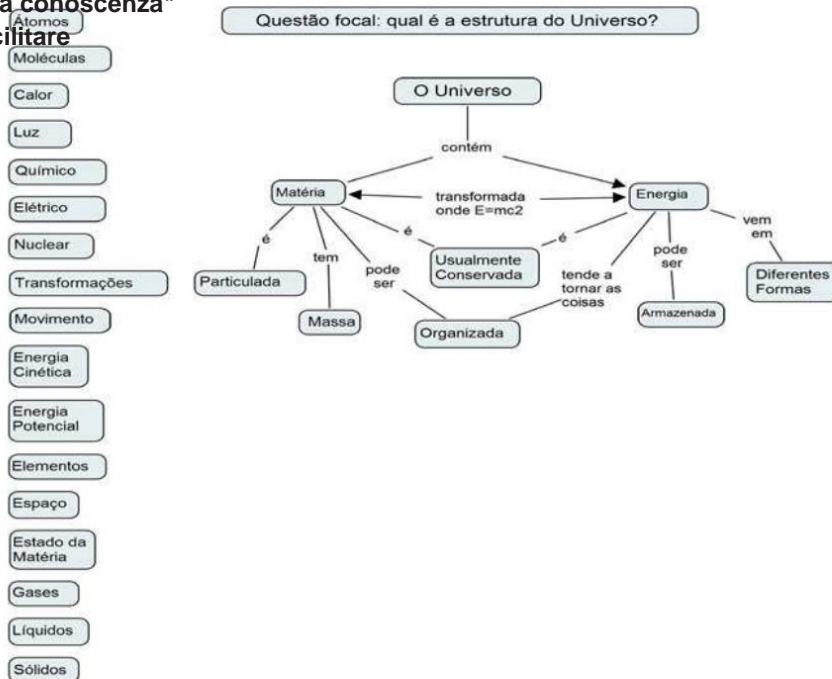 a conoscenza"
cilitare
Questão focal: qual é a estrutura do Universo?
Átomos
Moléculas
Calor
Luz
Químico
Elétrico
Nuclear
Transformações
Movimento
Energia
Cinética
Energia
Potencial
Elementos
Espaço
Estado da
Matéria
Gases
Líquidos
Sólidos
O Universo
contém
Matéria
transformada
onde E=mc2
Energia
é
tem
pode
ser
é
é
tende a
tornar as
coisas
pode
ser
vem
em
Particulada
Massa
Usualmente
Conservada
Organizada
Armazenada
Diferentes
Formas